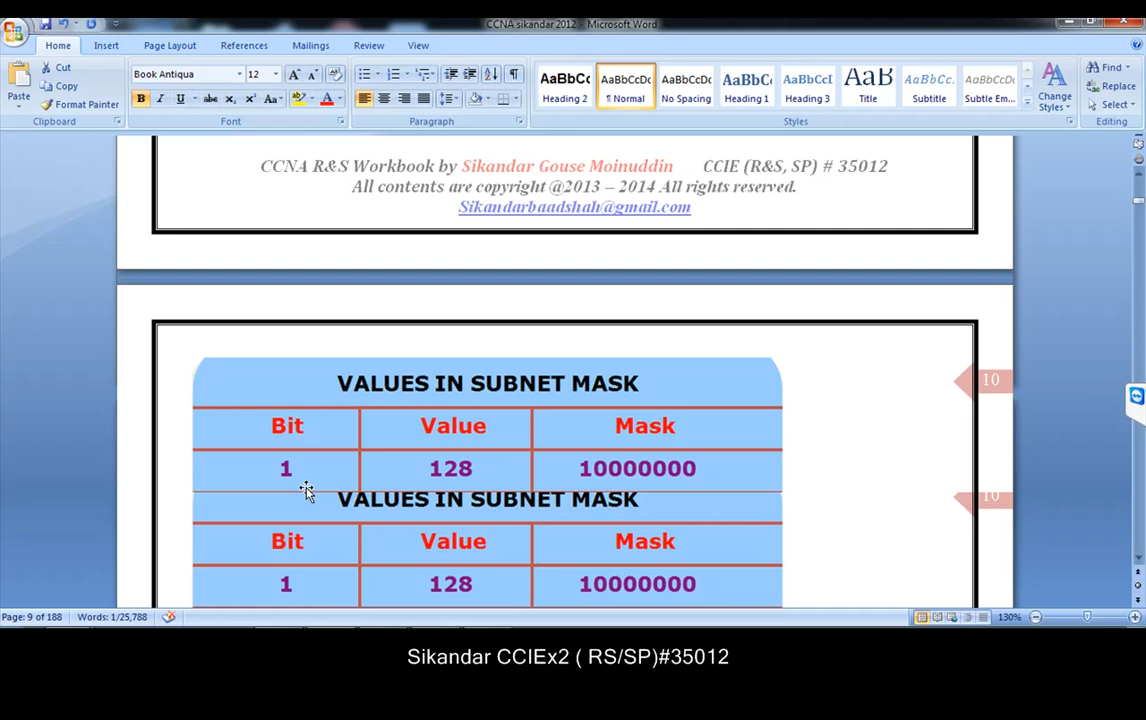 CCNA sikandar 2012 - Microsoft Word
Home Insert Page Layout References Mailings Review View
Paste
Cut
Copy
Format Painter
Clipboard
Book Antiqua 12
Font
Paragraph
AaBbCc AaBbCcDc AaBbCcDc AaBbC AaBbCcI AaB AaBbCc. AaBbCcDc
Heading 2 ¶ Normal No Spacing Heading 1 Heading 3 Title Subtitle Subtle Em...
Styles
Change Styles
Find
Replace
Select
Editing
CCNA R&S Workbook by Sikandar Gouse Moinuddin CCIE (R&S, SP) # 35012
All contents are copyright @2013 – 2014 All rights reserved.
Sikandarbaadshah@gmail.com
VALUES IN SUBNET MASK
10
Bit Value Mask
1 128 10000000
VALUES IN SUBNET MASK
10
Bit Value Mask
1 128 10000000
Page: 9 of 188 Words: 1/25,788 130%
Sikandar CCIEx2 ( RS/SP)#35012